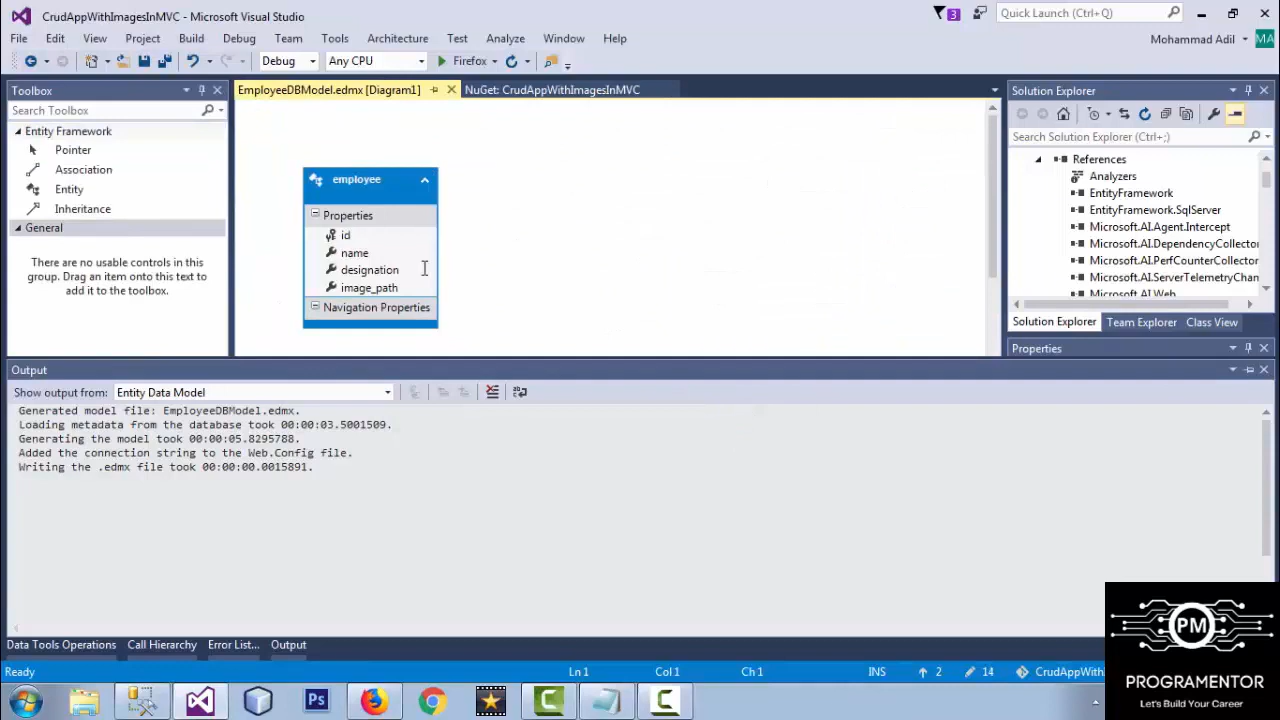 CrudAppWithImagesInMVC - Microsoft Visual Studio
3
Quick Launch (Ctrl+Q)
File Edit View Project Build Debug Team Tools Architecture Test Analyze Window Help
Mohammad Adil MA
Debug Any CPU Firefox
Toolbox
Search Toolbox
Entity Framework
Pointer
Association
Entity
Inheritance
General
There are no usable controls in this
group. Drag an item onto this text to
add it to the toolbox.
EmployeeDBModel.edmx [Diagram1] NuGet: CrudAppWithImagesInMVC
employee
Properties
id
name
designation
image_path
Navigation Properties
Solution Explorer
Search Solution Explorer (Ctrl+;)
References
Analyzers
EntityFramework
EntityFramework.SqlServer
Microsoft.AI.Agent.Intercept
Microsoft.AI.DependencyCollector
Microsoft.AI.PerfCounterCollector
Microsoft.AI.ServerTelemetryChan
Microsoft.AI.Web
Solution Explorer Team Explorer Class View
Properties
Output
Show output from: Entity Data Model
Generated model file: EmployeeDBModel.edmx.
Loading metadata from the database took 00:00:03.5001509.
Generating the model took 00:00:05.8295788.
Added the connection string to the Web.Config file.
Writing the .edmx file took 00:00:00.0015891.
Data Tools Operations Call Hierarchy Error List... Output
Ready Ln 1 Col 1 Ch 1 INS 2 14 CrudAppWithI
Ps
PM
PROGRAMENTOR
Let's Build Your Career